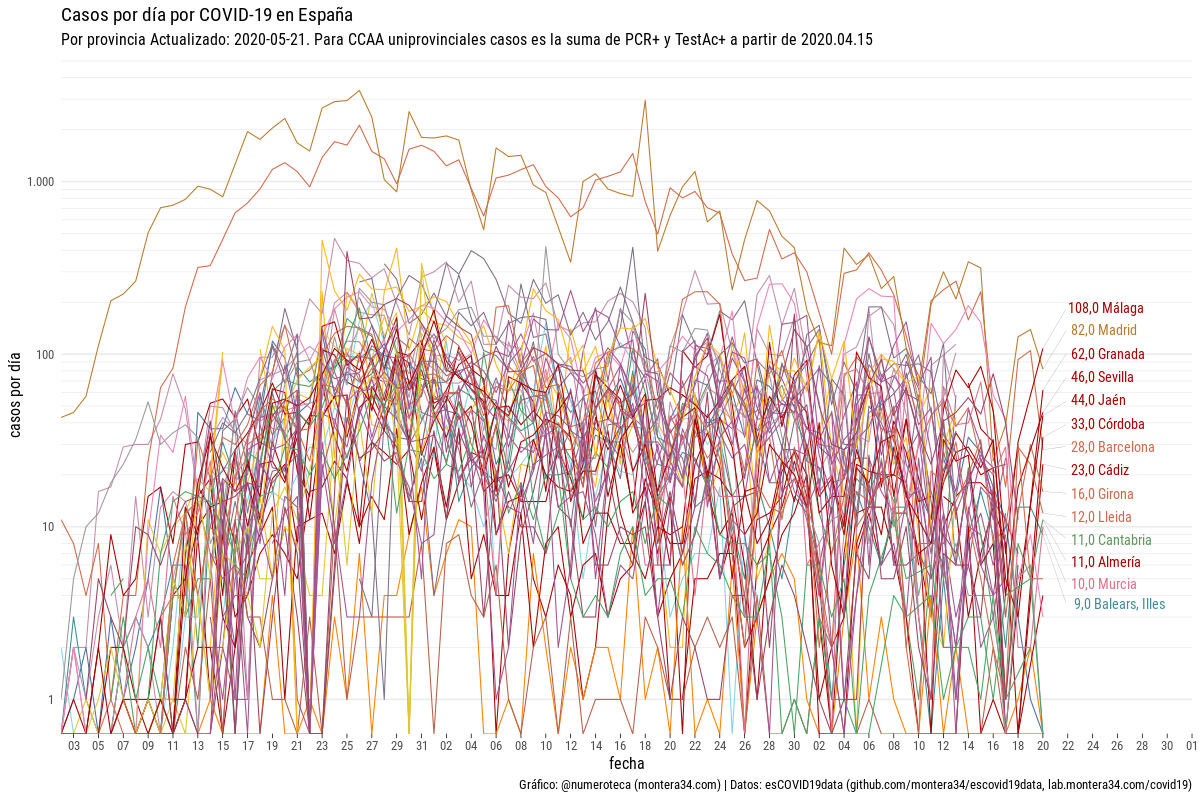 Casos por día por COVID-19 en España
Por provincia Actualizado: 2020-05-21. Para CCAA uniprovinciales casos es la suma de PCR+ y TestAc+ a partir de 2020.04.15
casos por día
1.000
100
10
1
108,0 Málaga
82,0 Madrid
62,0 Granada
46,0 Sevilla
44,0 Jaén
33,0 Córdoba
28,0 Barcelona
23,0 Cádiz
16,0 Girona
12,0 Lleida
11,0 Cantabria
11,0 Almería
10,0 Murcia
9,0 Balears, Illes
03 05 07 09 11 13 15 17 19 21 23 25 27 29 31 02 04 06 08 10 12 14 16 18 20 22 24 26 28 30 02 04 06 08 10 12 14 16 18 20 22 24 26 28 30 01
fecha
Gráfico: @numeroteca (montera34.com) | Datos: esCOVID19data (github.com/montera34/escovid19data, lab.montera34.com/covid19)